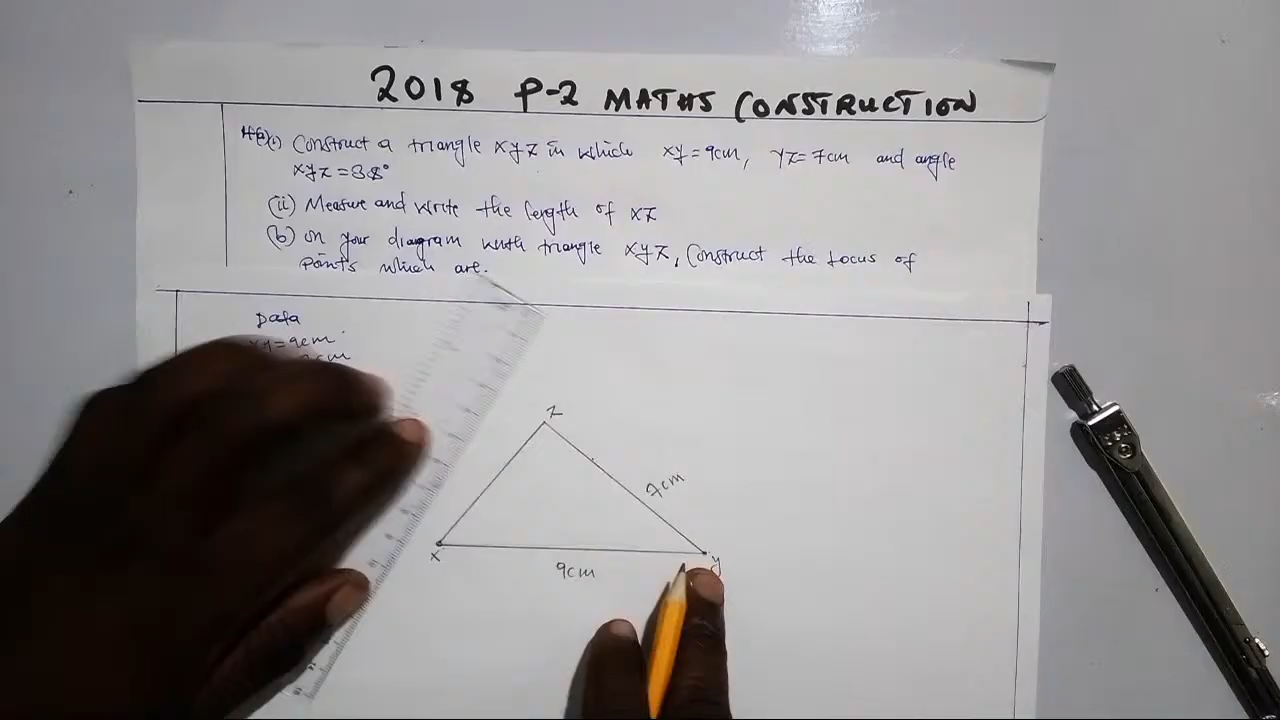 2018 P-2 MATHS CONSTRUCTION
Construct a triangle XYZ in which XY=9cm, YZ=7cm and angle
XYZ=38°
(ii) Measure and write the length of XZ
(b) on your diagram with triangle XYZ, Construct the locus of
points which are.
Data
XY=9cm
cm
Z
7cm
X
Y
9cm